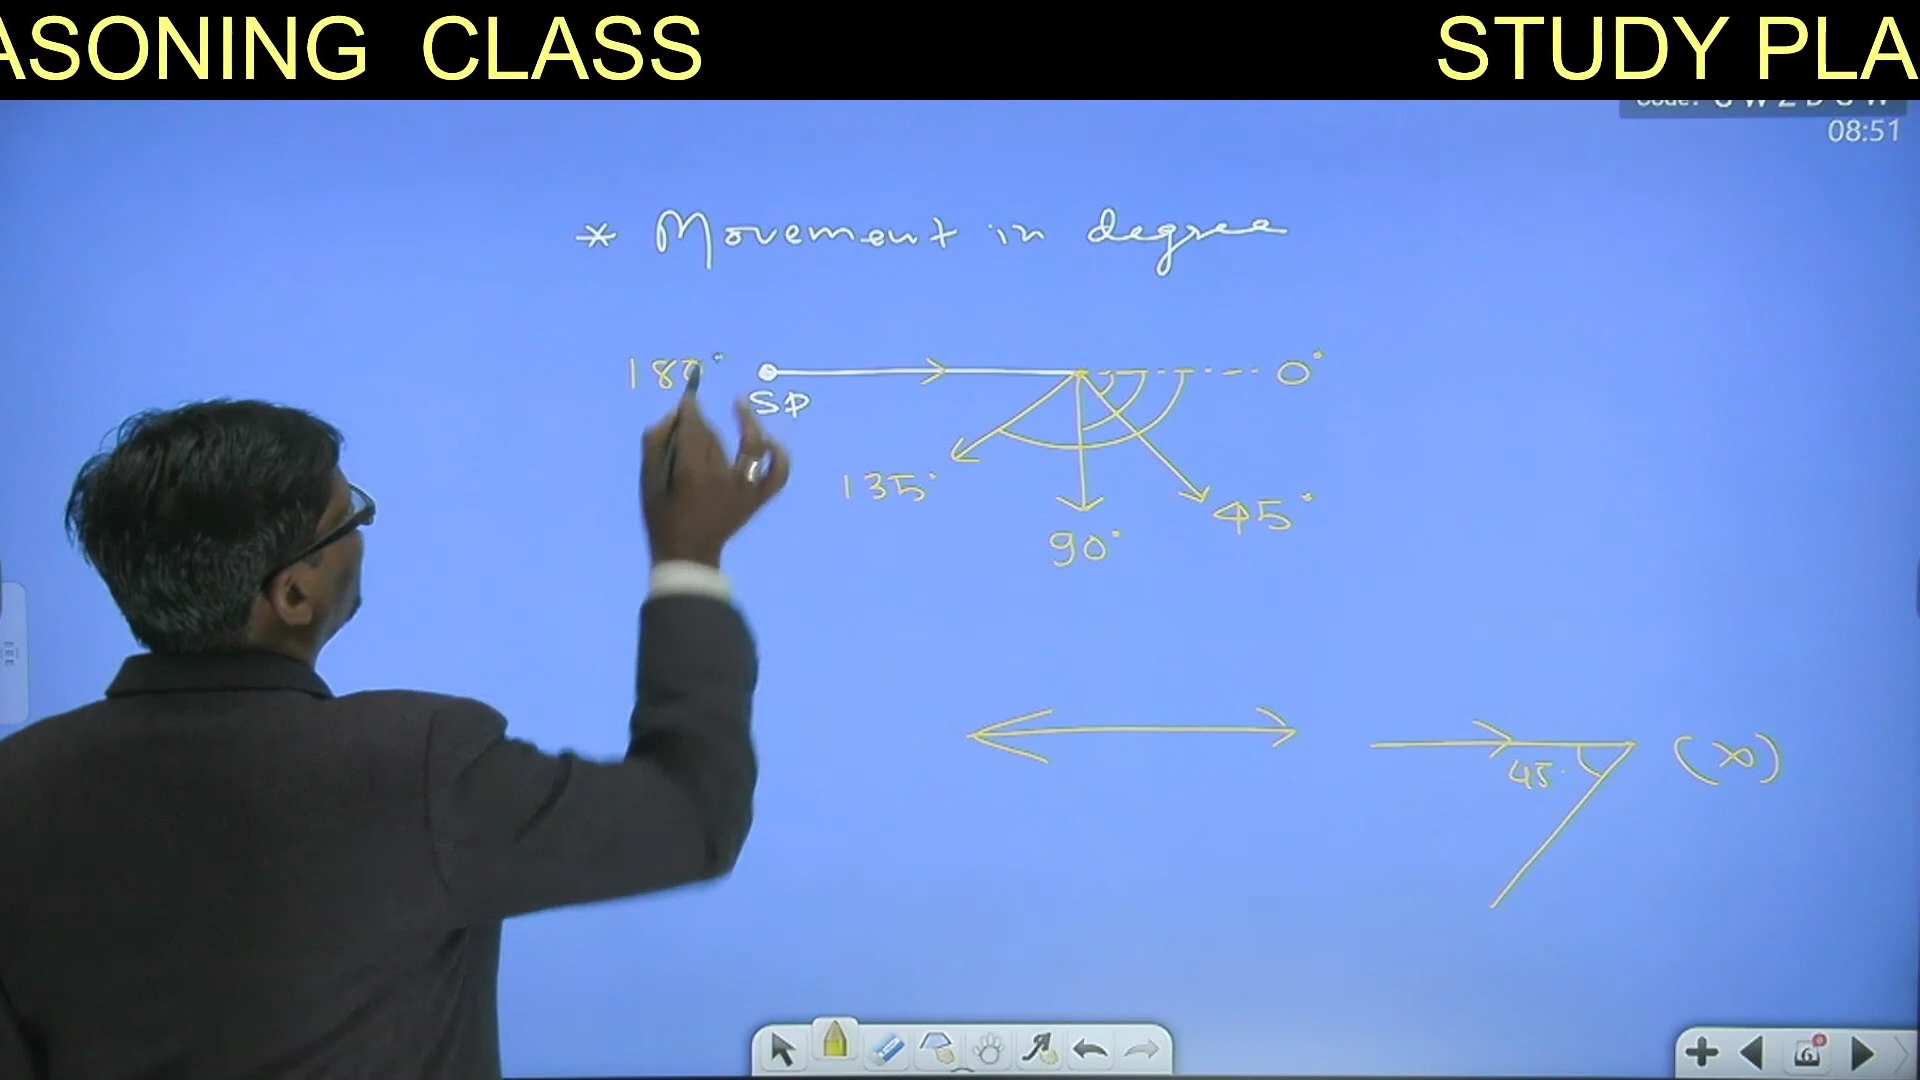 ASONING CLASS STUDY PLA
08:51
* Movement in degree
180° SP 0°
135° 45°
90°
45° (x)